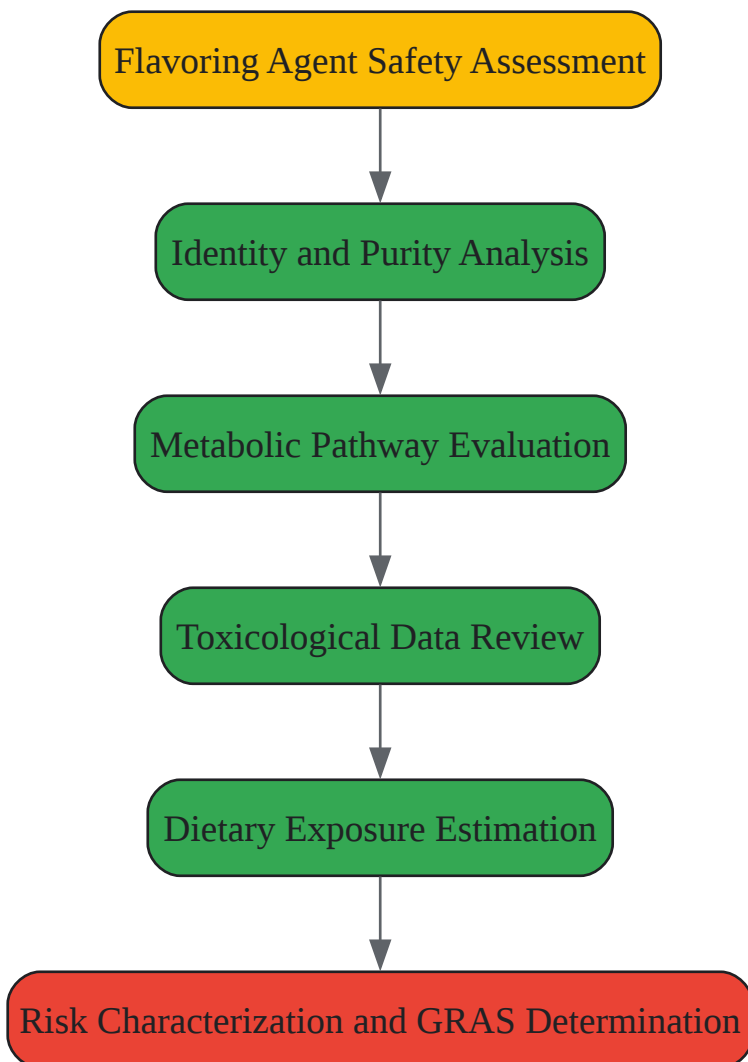 Flavoring Agent Safety Assessment
Identity and Purity Analysis
Metabolic Pathway Evaluation
Toxicological Data Review
Dietary Exposure Estimation
Risk Characterization and GRAS Determination